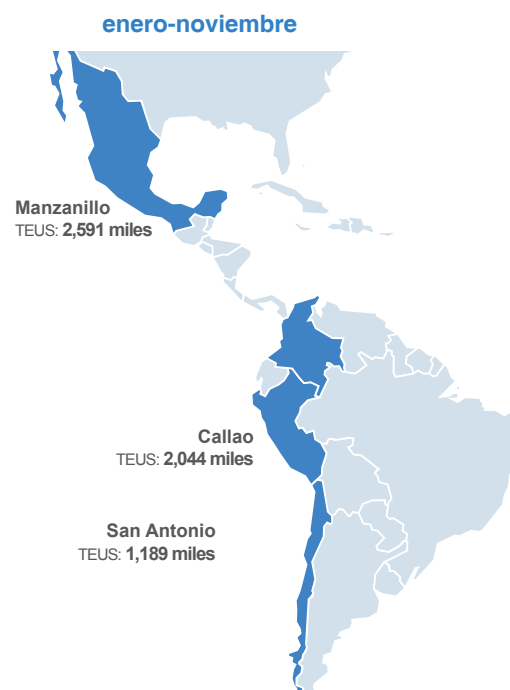 enero-noviembre
Manzanillo
TEUS: 2,591 miles
Callao
TEUS: 2,044 miles
San Antonio
TEUS: 1,189 miles